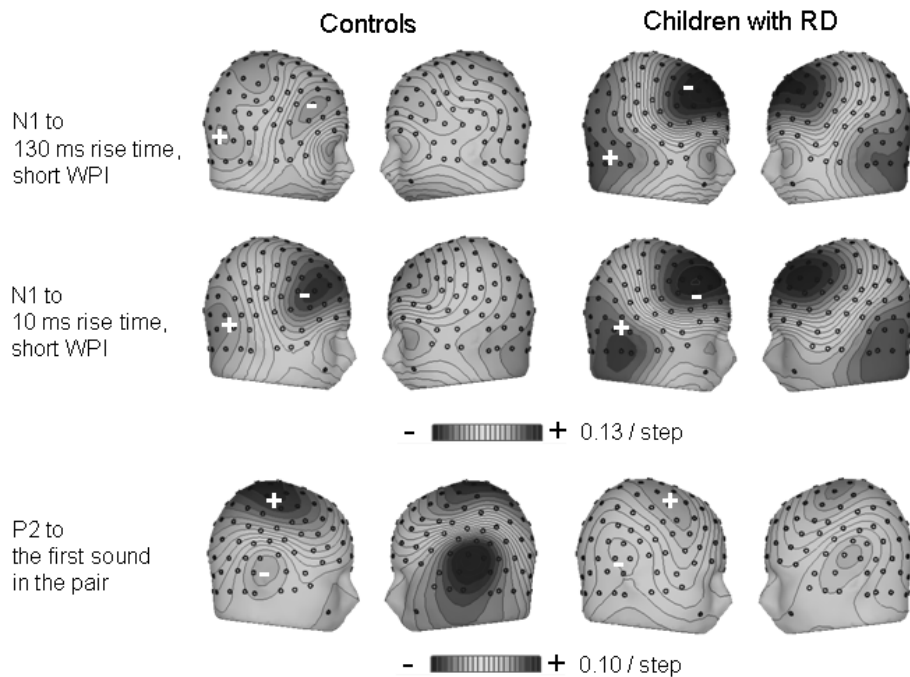 Controls
Children with RD
N1 to
130 ms rise time,
short WPI
- +
+ -
N1 to
10 ms rise time,
short WPI
+ -
+ -
- + 0.13 / step
P2 to
the first sound
in the pair
+ -
+ -
- + 0.10 / step